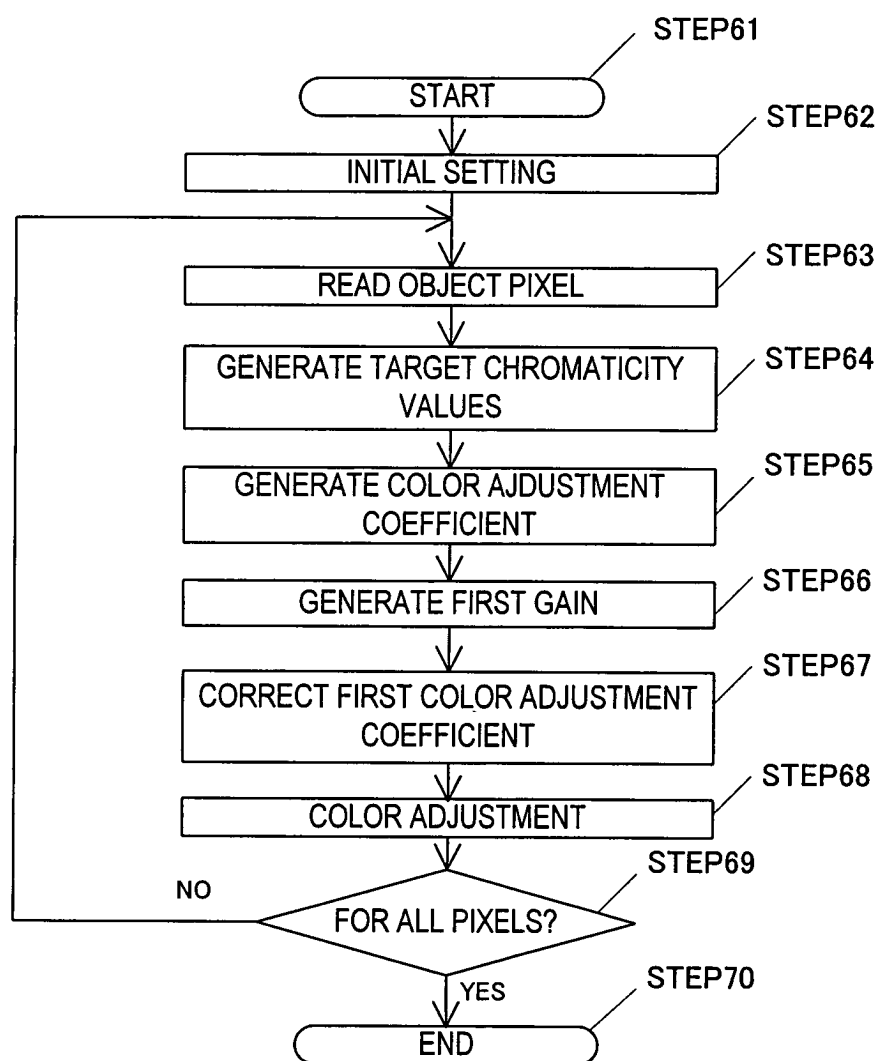 STEP61
START
STEP62
INITIAL SETTING
STEP63
READ OBJECT PIXEL
STEP64
GENERATE TARGET CHROMATICITY
VALUES
STEP65
GENERATE COLOR AJDUSTMENT
COEFFICIENT
STEP66
GENERATE FIRST GAIN
STEP67
CORRECT FIRST COLOR ADJUSTMENT
COEFFICIENT
STEP68
COLOR ADJUSTMENT
STEP69
NO
FOR ALL PIXELS?
STEP70
YES
END